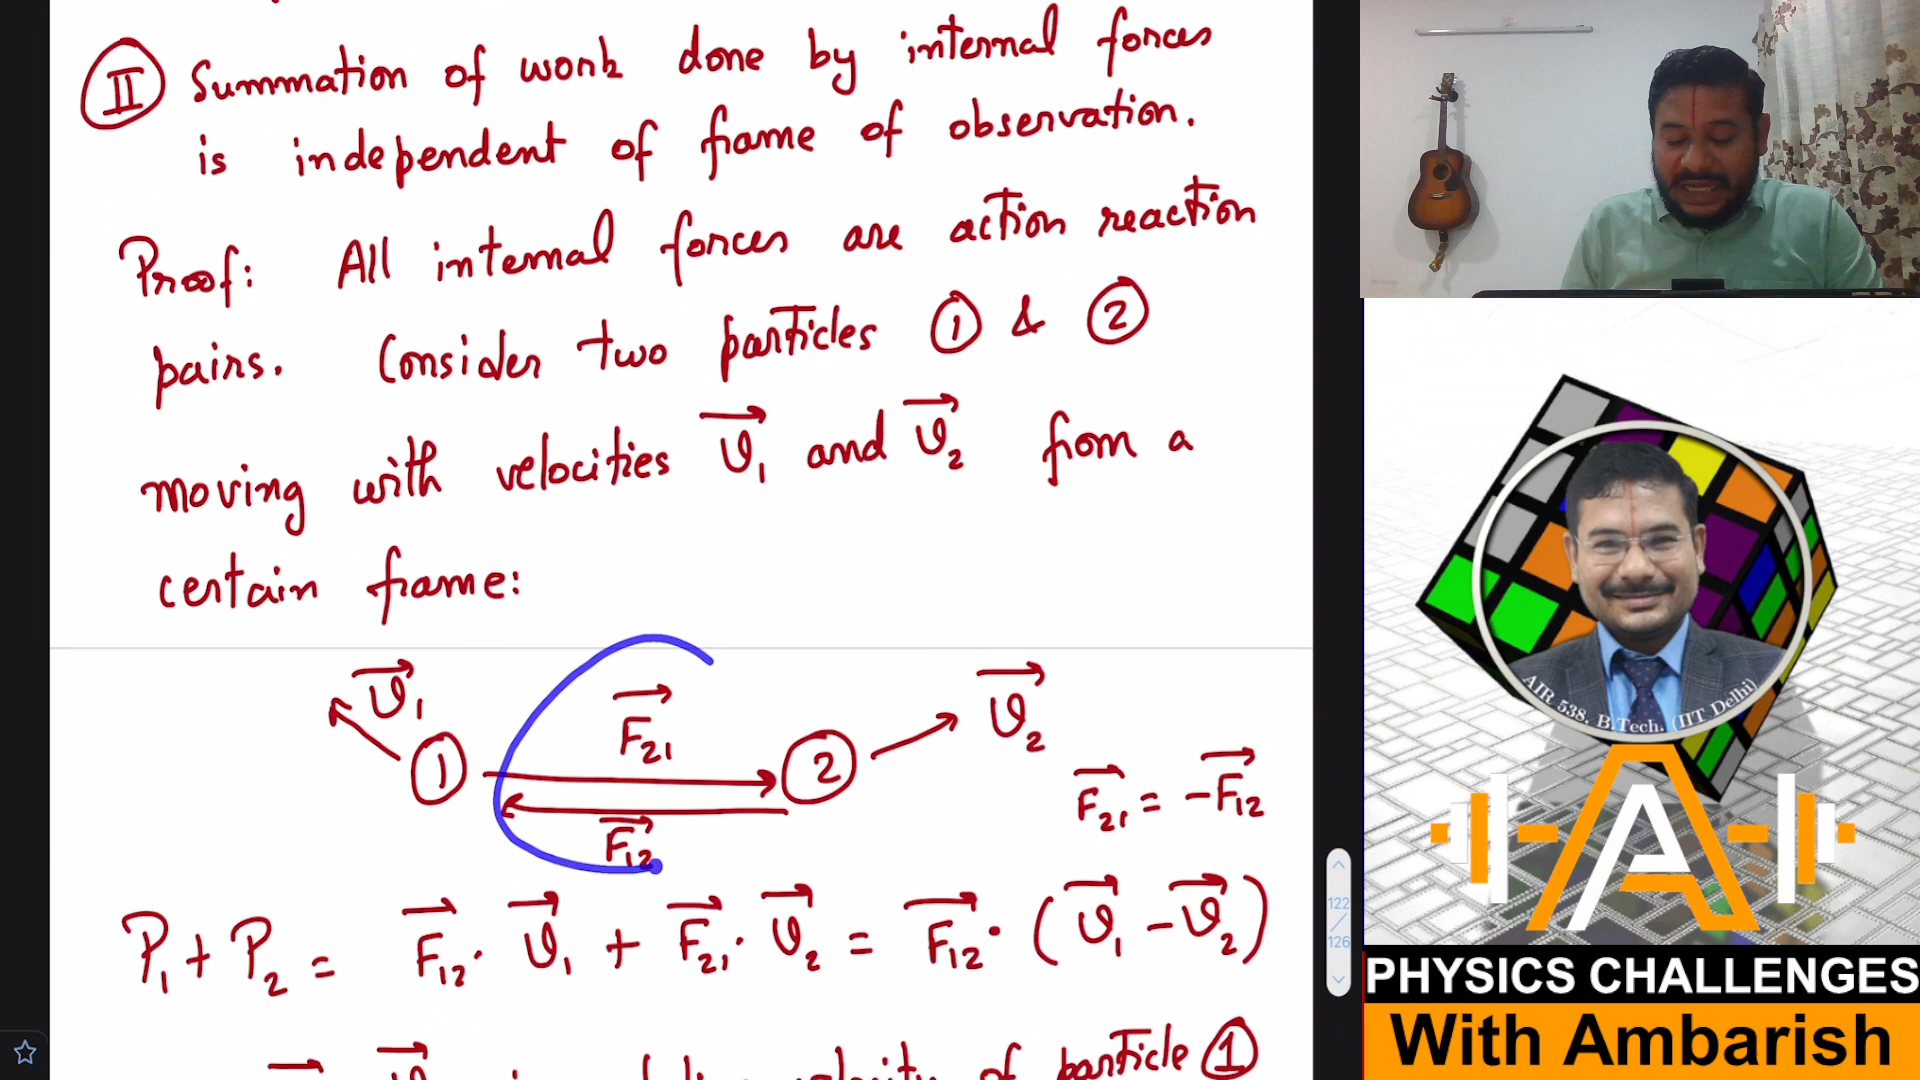 II Summation of work done by internal forces
is independent of frame of observation.
Proof: All internal forces are action reaction
pairs. Consider two particles ① & ②
moving with velocities v⃗₁ and v⃗₂ from a
certain frame:
v⃗₁ F⃗₂₁ v⃗₂
① ②
F⃗₁₂ F⃗₂₁ = -F⃗₁₂
P₁ + P₂ = F⃗₁₂ · v⃗₁ + F⃗₂₁ · v⃗₂ = F⃗₁₂ · (v⃗₁ - v⃗₂)
of particle ①
122
/
126
AIR 538, B.Tech. (IIT Delhi)
A
PHYSICS CHALLENGES
With Ambarish